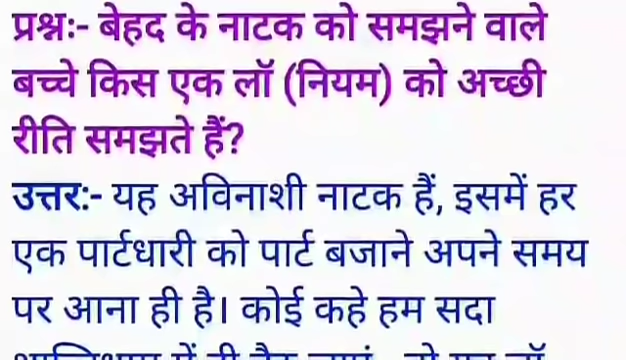 प्रश्नः- बेहद के नाटक को समझने वाले
बच्चे किस एक लॉ (नियम) को अच्छी
रीति समझते हैं?
उत्तर:- यह अविनाशी नाटक हैं, इसमें हर
एक पार्टधारी को पार्ट बजाने अपने समय
पर आना ही है। कोई कहे हम सदा